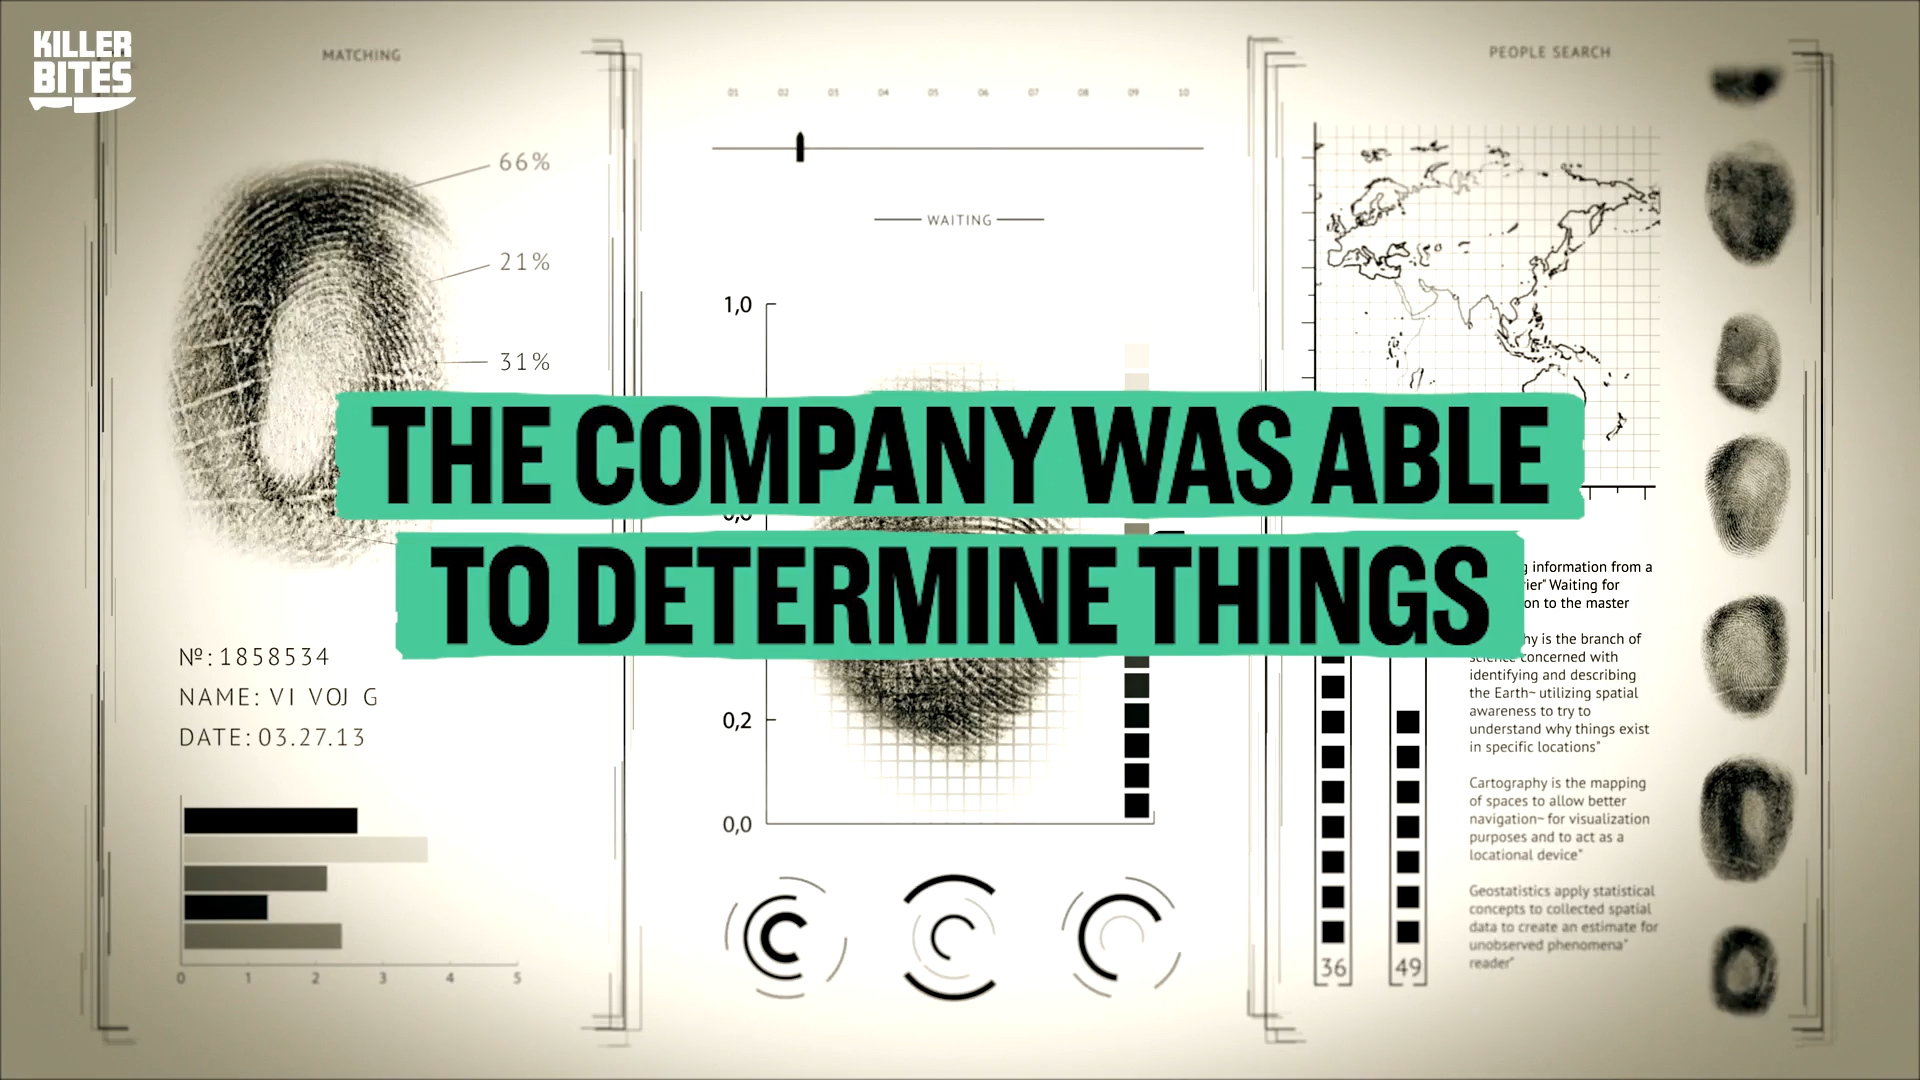 KILLER
BITES
MATCHING
66%
21%
31%
Nº: 1858534
NAME: VI VOJ G
DATE: 03.27.13
0 1 2 3 4 5
01 02 03 04 05 06 07 08 09 10
WAITING
1,0
0,2
0,0
THE COMPANY WAS ABLE
TO DETERMINE THINGS
PEOPLE SEARCH
information from a
Waiting for
on to the master
is the branch of
science concerned with
identifying and describing
the Earth~ utilizing spatial
awareness to try to
understand why things exist
in specific locations"
Cartography is the mapping
of spaces to allow better
navigation~ for visualization
purposes and to act as a
locational device"
Geostatistics apply statistical
concepts to collected spatial
data to create an estimate for
unobserved phenomena"
reader"
36 49